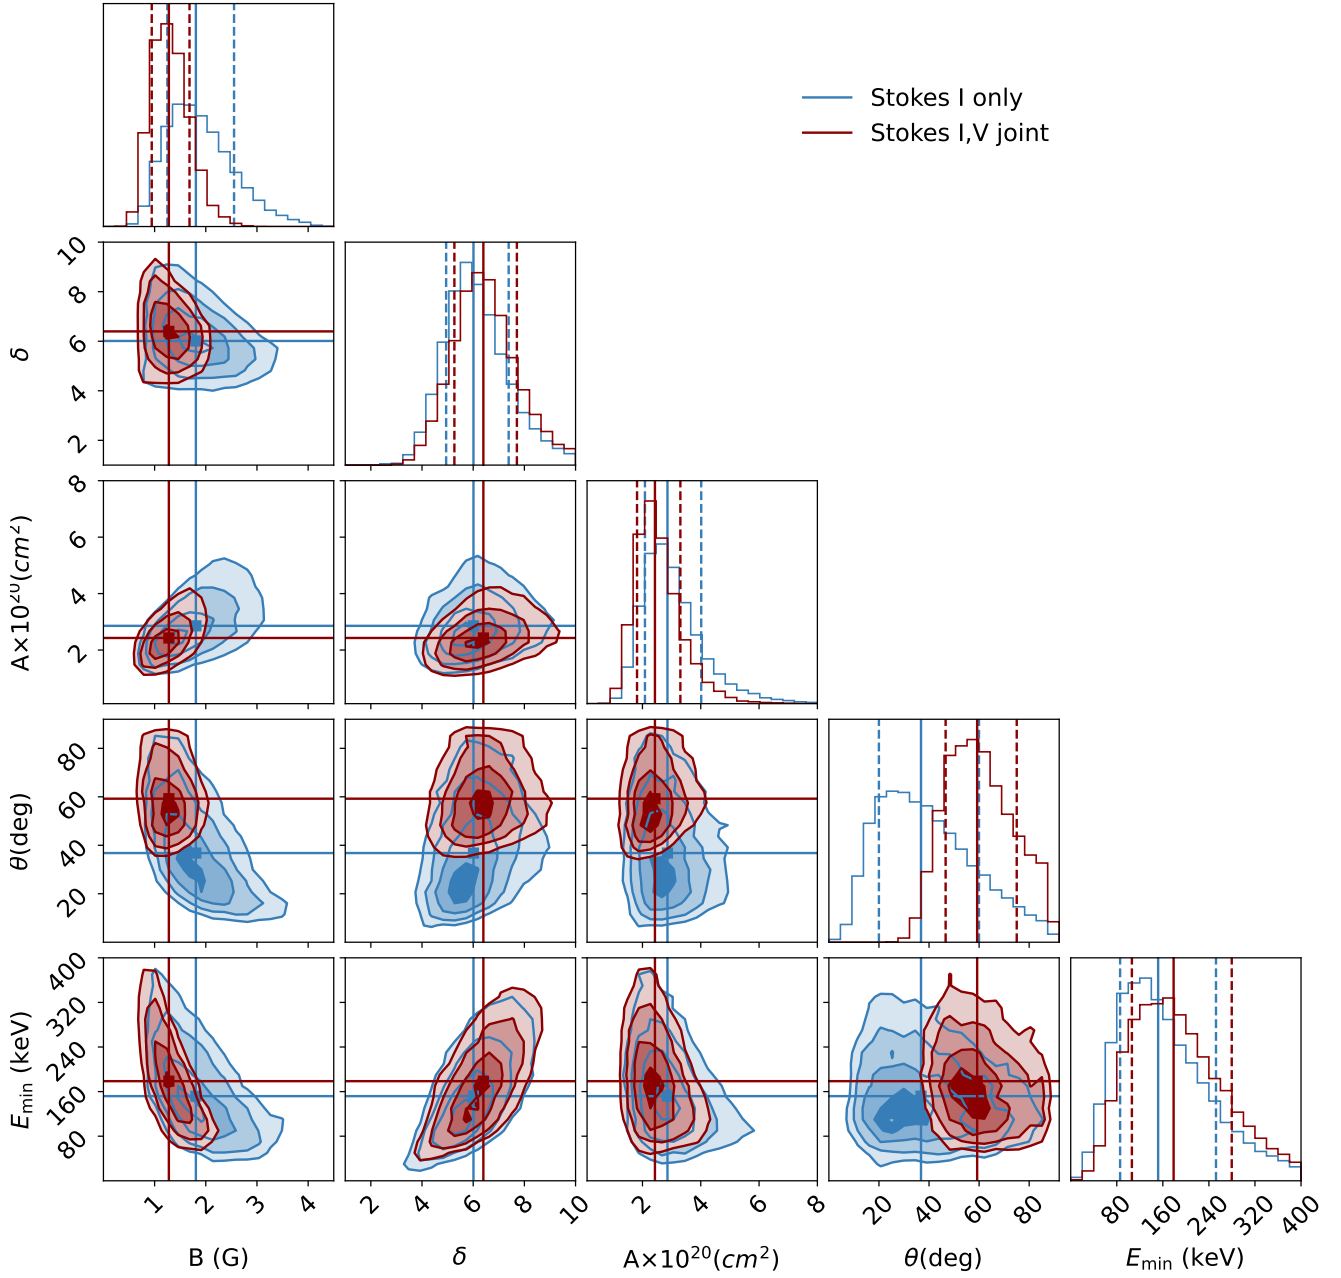 Stokes I only
Stokes I,V joint
10
8
6
4
2
δ
8
6
4
2
A×10²⁰(cm²)
80
60
40
20
θ(deg)
400
320
240
160
80
E_min (keV)
1 2 3 4
2 4 6 8 10
2 4 6 8
20 40 60 80
80 160 240 320 400
B (G)
δ
A×10²⁰(cm²)
θ(deg)
E_min (keV)